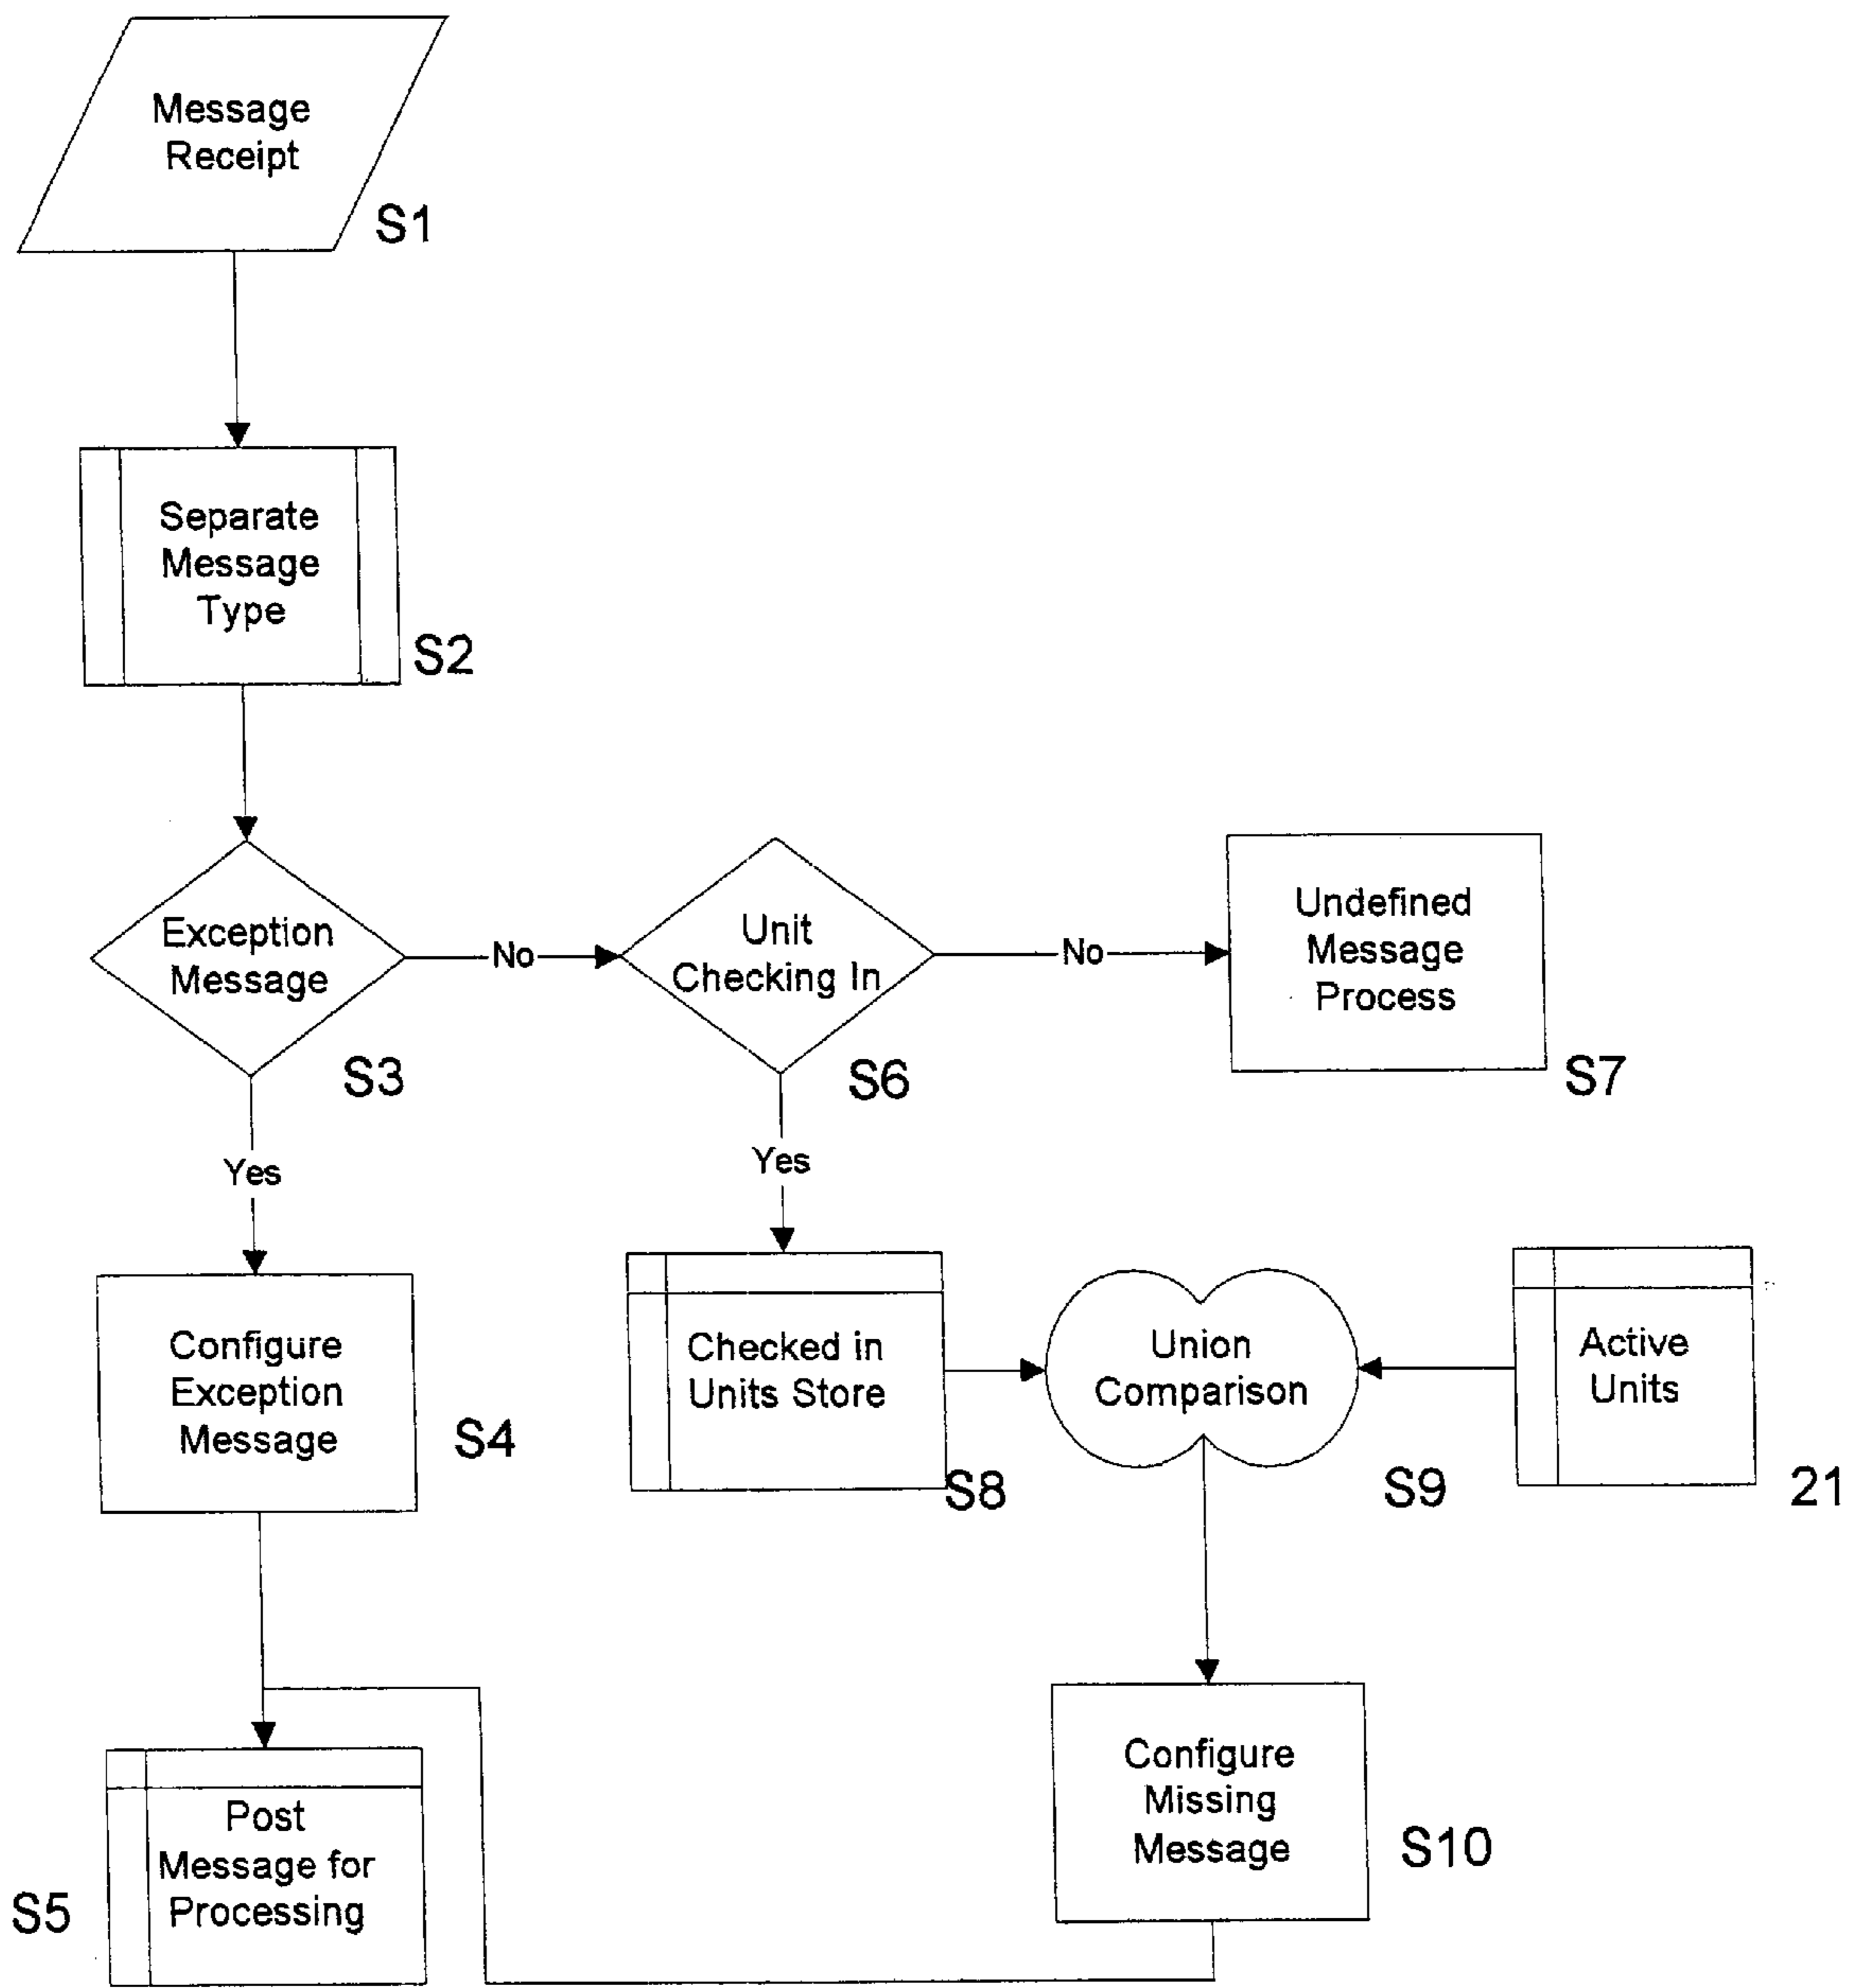 Message
Receipt
S1
Separate
Message
Type
S2
Exception
Message
S3
No
Unit
Checking In
S6
No
Undefined
Message
Process
S7
Yes
Yes
Configure
Exception
Message
S4
Checked in
Units Store
S8
Union
Comparison
S9
Active
Units
21
Post
Message for
Processing
S5
Configure
Missing
Message
S10